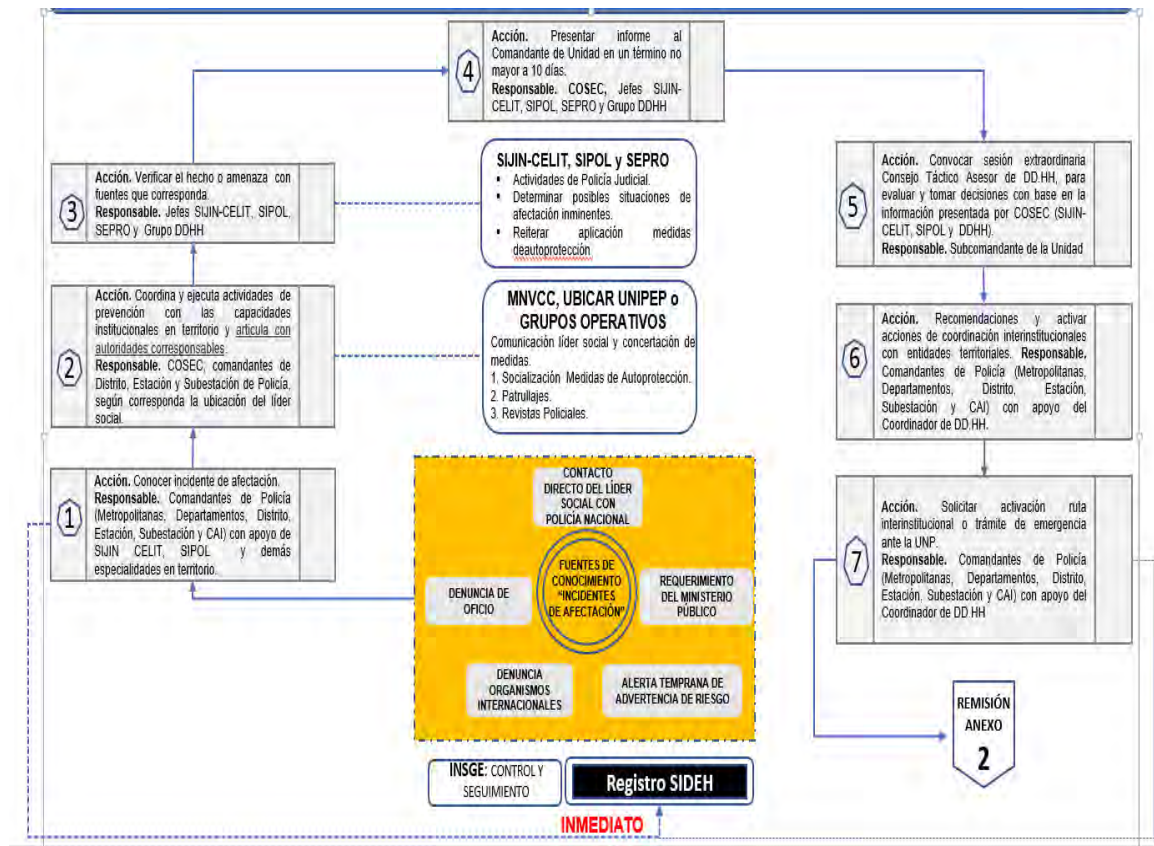 4
Acción. Presentar informe al
Comandante de Unidad en un término no
mayor a 10 días.
Responsable. COSEC, Jefes SIJIN-
CELIT, SIPOL, SEPRO y Grupo DDHH
3
Acción. Verificar el hecho o amenaza con
fuentes que corresponda.
Responsable. Jefes SIJIN-CELIT, SIPOL,
SEPRO y Grupo DDHH
SIJIN-CELIT, SIPOL y SEPRO
• Actividades de Policía Judicial.
• Determinar posibles situaciones de
afectación inminentes.
• Reiterar aplicación medidas
deautoprotección
5
Acción. Convocar sesión extraordinaria
Consejo Táctico Asesor de DD.HH, para
evaluar y tomar decisiones con base en la
información presentada por COSEC (SIJIN-
CELIT, SIPOL y DDHH).
Responsable. Subcomandante de la Unidad
2
Acción. Coordina y ejecuta actividades de
prevención con las capacidades
institucionales en territorio y articula con
autoridades corresponsables.
Responsable. COSEC, comandantes de
Distrito, Estación y Subestación de Policía,
según corresponda la ubicación del líder
social.
MNVCC, UBICAR UNIPEP o
GRUPOS OPERATIVOS
Comunicación líder social y concertación de
medidas.
1. Socialización Medidas de Autoprotección.
2. Patrullajes.
3. Revistas Policiales.
6
Acción. Recomendaciones y activar
acciones de coordinación interinstitucionales
con entidades territoriales. Responsable.
Comandantes de Policía (Metropolitanas,
Departamentos, Distrito, Estación,
Subestación y CAI) con apoyo del
Coordinador de DD.HH.
1
Acción. Conocer incidente de afectación.
Responsable. Comandantes de Policía
(Metropolitanas, Departamentos, Distrito,
Estación, Subestación y CAI) con apoyo de
SIJIN CELIT, SIPOL y demás
especialidades en territorio.
CONTACTO
DIRECTO DEL LÍDER
SOCIAL CON
POLICÍA NACIONAL
FUENTES DE
CONOCIMIENTO
“INCIDENTES
DE AFECTACIÓN”
DENUNCIA DE
OFICIO
REQUERIMIENTO
DEL MINISTERIO
PÚBLICO
DENUNCIA
ORGANISMOS
INTERNACIONALES
ALERTA TEMPRANA DE
ADVERTENCIA DE RIESGO
7
Acción. Solicitar activación ruta
interinstitucional o trámite de emergencia
ante la UNP.
Responsable. Comandantes de Policía
(Metropolitanas, Departamentos, Distrito,
Estación, Subestación y CAI) con apoyo del
Coordinador de DD.HH
REMISIÓN
ANEXO
2
INSGE: CONTROL Y
SEGUIMIENTO
Registro SIDEH
INMEDIATO